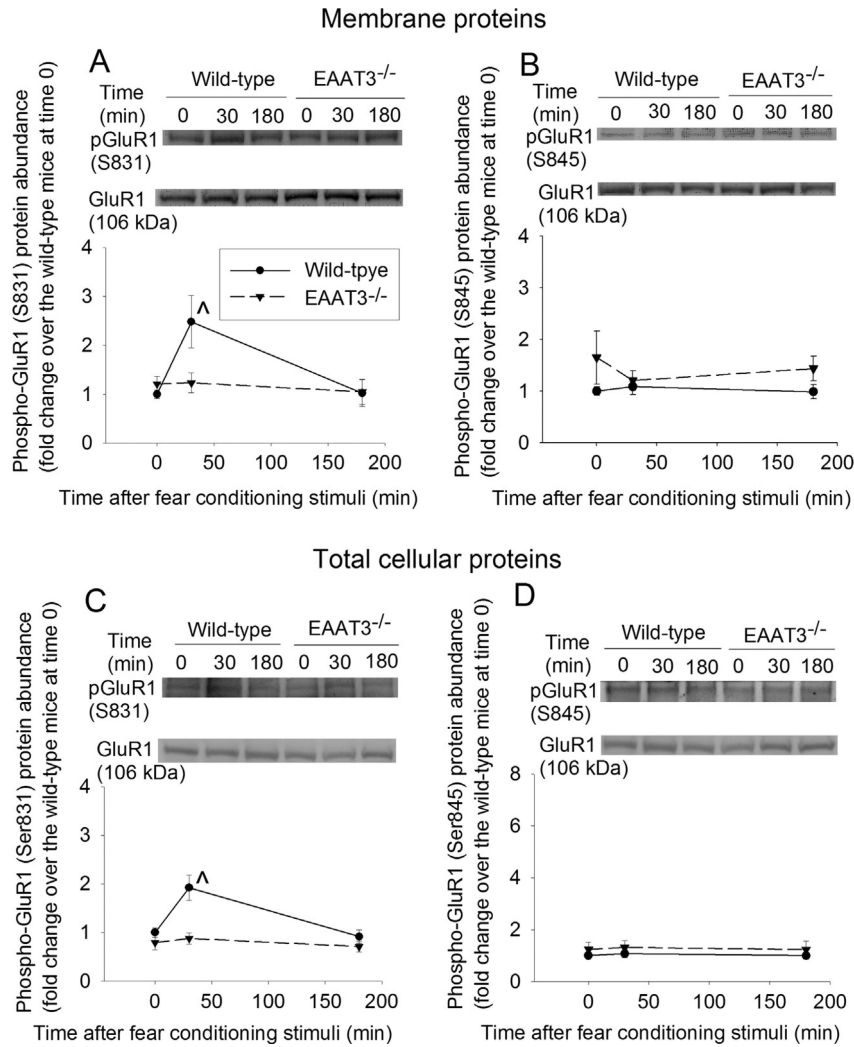 Membrane proteins
A
Wild-type EAAT3-/-
Time
(min) 0 30 180 0 30 180
pGluR1
(S831)
GluR1
(106 kDa)
Phospho-GluR1 (S831) protein abundance
(fold change over the wild-type mice at time 0)
4
3
2
1
0
Wild-tpye
EAAT3-/-
^
0 50 100 150 200
Time after fear conditioning stimuli (min)
B
Wild-type EAAT3-/-
Time
(min) 0 30 180 0 30 180
pGluR1
(S845)
GluR1
(106 kDa)
Phospho-GluR1 (S845) protein abundance
(fold change over the wild-type mice at time 0)
4
3
2
1
0
0 50 100 150 200
Time after fear conditioning stimuli (min)
Total cellular proteins
C
Wild-type EAAT3-/-
Time
(min) 0 30 180 0 30 180
pGluR1
(S831)
GluR1
(106 kDa)
Phospho-GluR1 (Ser831) protein abundance
(fold change over the wild-type mice at time 0)
4
3
2
1
0
^
0 50 100 150 200
Time after fear conditioning stimuli (min)
D
Wild-type EAAT3-/-
Time
(min) 0 30 180 0 30 180
pGluR1
(S845)
GluR1
(106 kDa)
Phospho-GluR1 (Ser845) protein abundance
(fold change over the wild-type mice at time 0)
8
6
4
2
0
0 50 100 150 200
Time after fear conditioning stimuli (min)